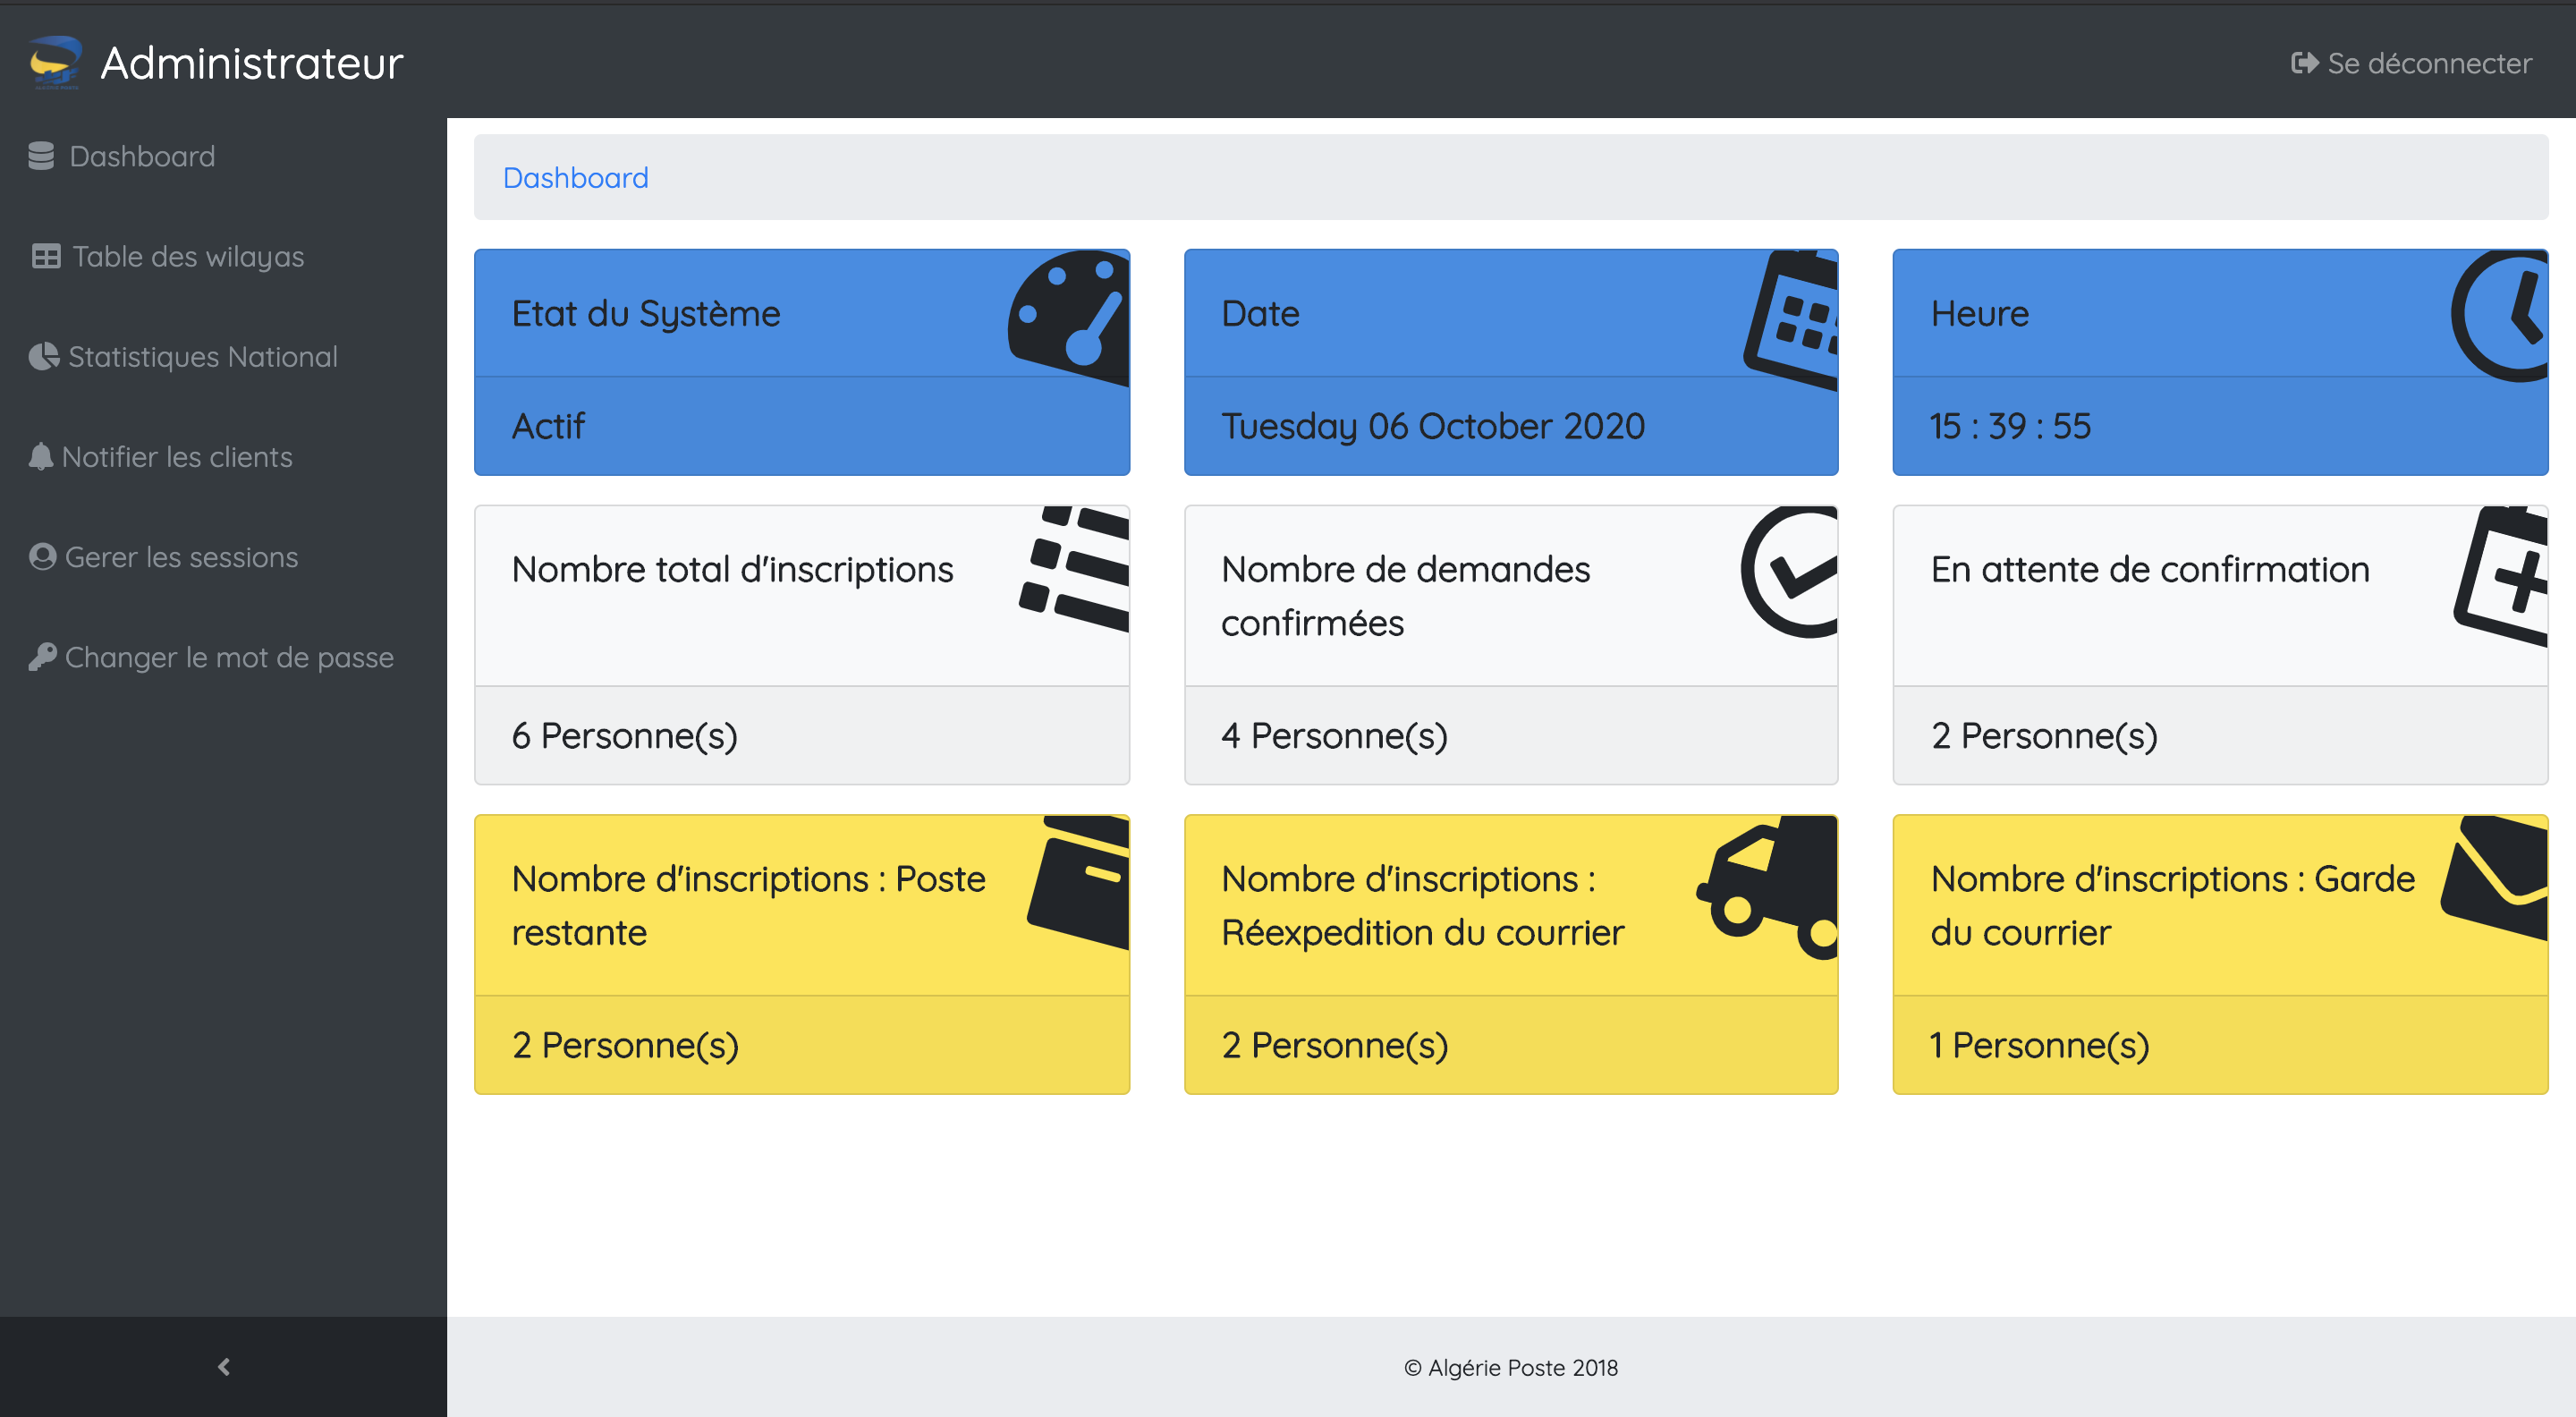 Administrateur
Se déconnecter
Dashboard
Table des wilayas
Statistiques National
Notifier les clients
Gerer les sessions
Changer le mot de passe
Dashboard
Etat du Système
Actif
Date
Tuesday 06 October 2020
Heure
15 : 39 : 55
Nombre total d'inscriptions
6 Personne(s)
Nombre de demandes
confirmées
4 Personne(s)
En attente de confirmation
2 Personne(s)
Nombre d'inscriptions : Poste
restante
2 Personne(s)
Nombre d'inscriptions :
Réexpedition du courrier
2 Personne(s)
Nombre d'inscriptions : Garde
du courrier
1 Personne(s)
© Algérie Poste 2018